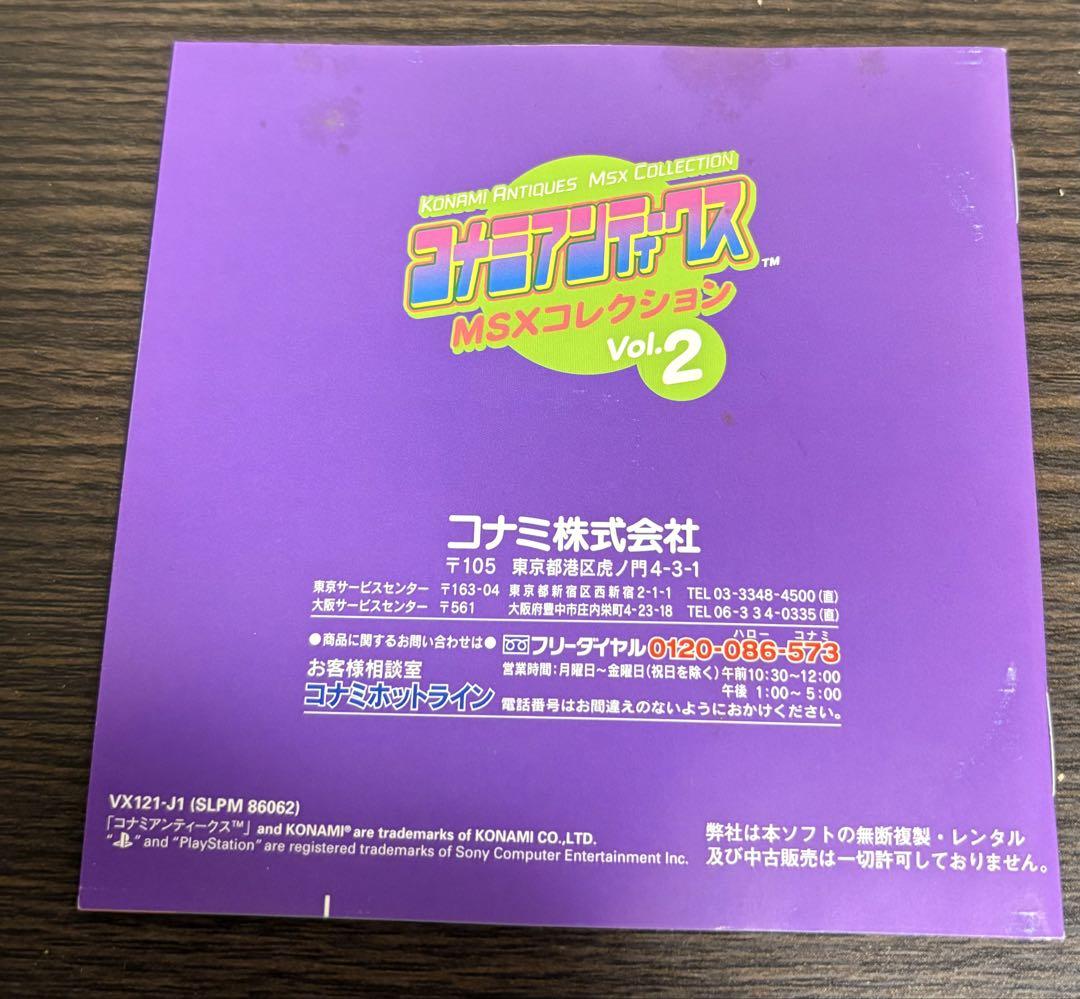 KONAMI ANTIQUES MSX COLLECTION
コナミアンティークス™
MSXコレクション
Vol.2
コナミ株式会社
〒105 東京都港区虎ノ門4-3-1
東京サービスセンター 〒163-04 東京都新宿区西新宿2-1-1 TEL 03-3348-4500(直)
大阪サービスセンター 〒561 大阪府豊中市庄内栄町4-23-18 TEL 06-334-0335(直)
ハロー コナミ
●商品に関するお問い合わせは● フリーダイヤル0120-086-573
お客様相談室 営業時間:月曜日~金曜日(祝日を除く)午前10:30~12:00
午後 1:00~5:00
コナミホットライン 電話番号はお間違えのないようにおかけください。
VX121-J1 (SLPM 86062)
「コナミアンティークス™」 and KONAMI® are trademarks of KONAMI CO.,LTD.
" " and "PlayStation" are registered trademarks of Sony Computer Entertainment Inc.
弊社は本ソフトの無断複製・レンタル
及び中古販売は一切許可しておりません。